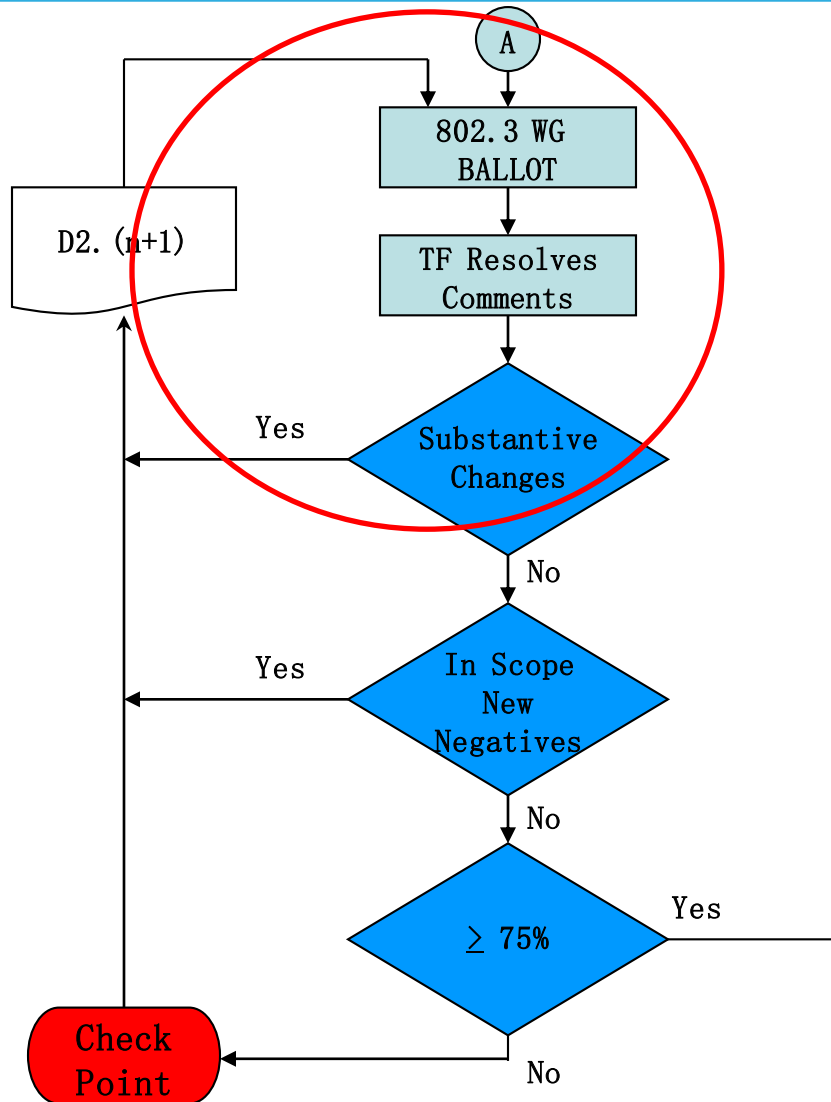 A
802.3 WG
BALLOT
D2.(n+1)
TF Resolves
Comments
Yes
Substantive
Changes
No
Yes
In Scope
New
Negatives
No
Yes
≥ 75%
Check
Point
No